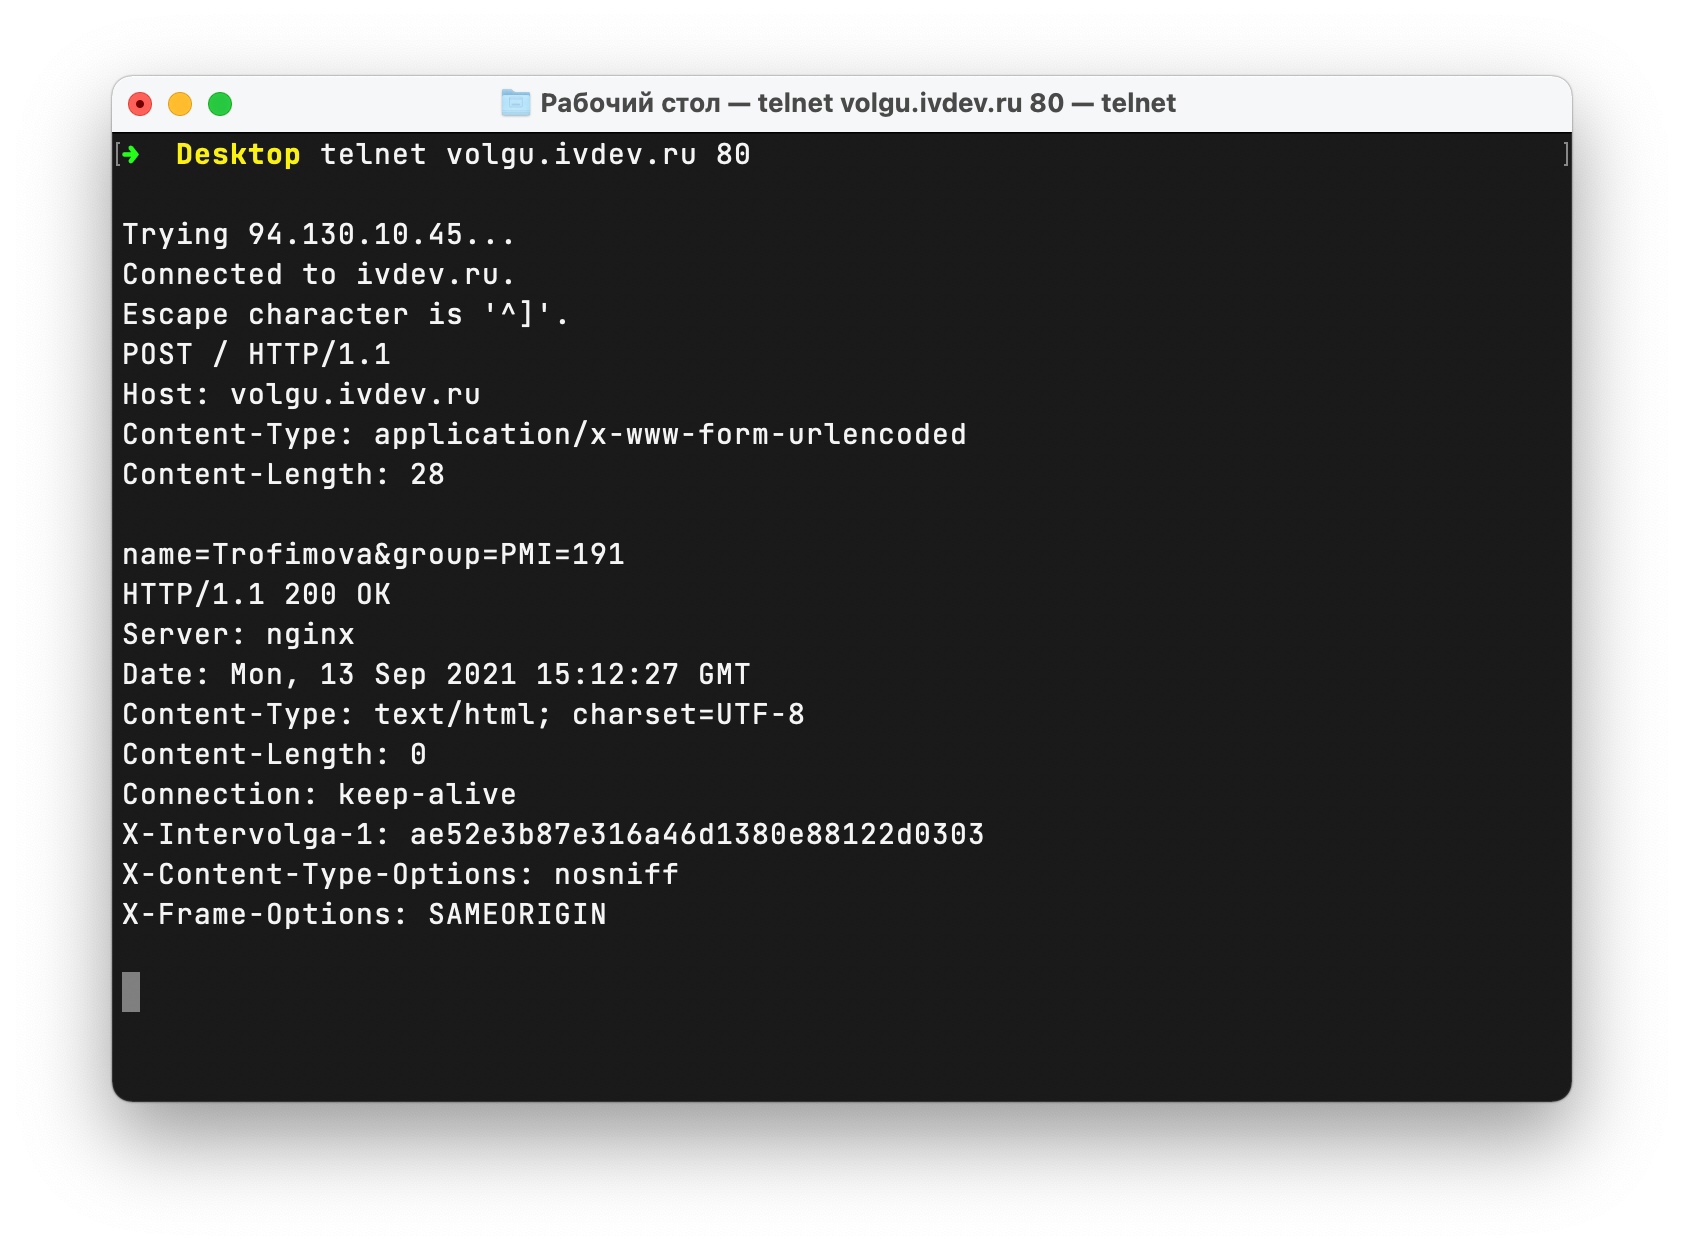 Рабочий стол — telnet volgu.ivdev.ru 80 — telnet
[➜  Desktop telnet volgu.ivdev.ru 80 ]
Trying 94.130.10.45...
Connected to ivdev.ru.
Escape character is '^]'.
POST / HTTP/1.1
Host: volgu.ivdev.ru
Content-Type: application/x-www-form-urlencoded
Content-Length: 28
name=Trofimova&group=PMI=191
HTTP/1.1 200 OK
Server: nginx
Date: Mon, 13 Sep 2021 15:12:27 GMT
Content-Type: text/html; charset=UTF-8
Content-Length: 0
Connection: keep-alive
X-Intervolga-1: ae52e3b87e316a46d1380e88122d0303
X-Content-Type-Options: nosniff
X-Frame-Options: SAMEORIGIN